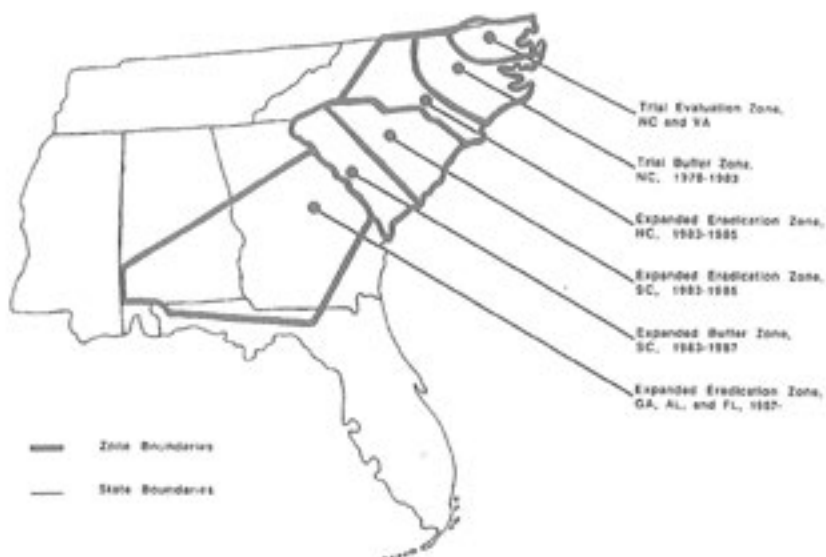 Trial Evaluation Zone,
NC and VA
Trial Buffer Zone,
NC, 1978-1983
Expanded Eradication Zone,
NC, 1983-1985
Expanded Eradication Zone,
SC, 1983-1985
Expanded Buffer Zone,
SC, 1983-1987
Expanded Eradication Zone,
GA, AL, and FL, 1987-
Zone Boundaries
State Boundaries